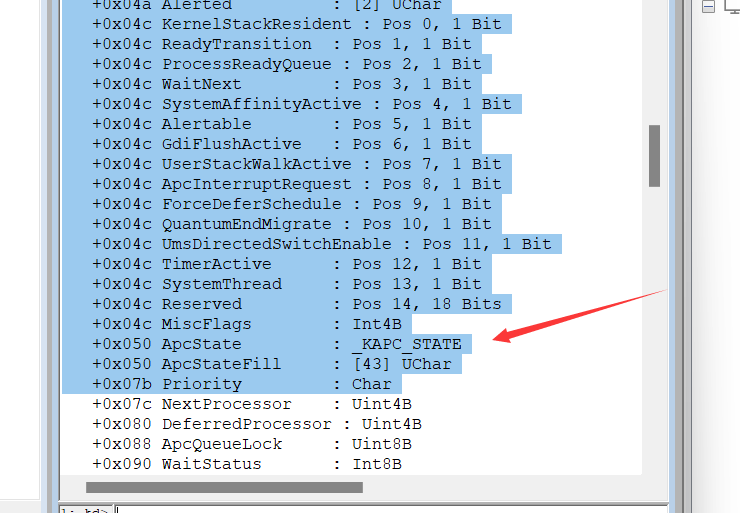 +0x04a Alerted          : [2] UChar
+0x04c KernelStackResident : Pos 0, 1 Bit
+0x04c ReadyTransition  : Pos 1, 1 Bit
+0x04c ProcessReadyQueue : Pos 2, 1 Bit
+0x04c WaitNext         : Pos 3, 1 Bit
+0x04c SystemAffinityActive : Pos 4, 1 Bit
+0x04c Alertable        : Pos 5, 1 Bit
+0x04c GdiFlushActive   : Pos 6, 1 Bit
+0x04c UserStackWalkActive : Pos 7, 1 Bit
+0x04c ApcInterruptRequest : Pos 8, 1 Bit
+0x04c ForceDeferSchedule : Pos 9, 1 Bit
+0x04c QuantumEndMigrate : Pos 10, 1 Bit
+0x04c UmsDirectedSwitchEnable : Pos 11, 1 Bit
+0x04c TimerActive      : Pos 12, 1 Bit
+0x04c SystemThread     : Pos 13, 1 Bit
+0x04c Reserved         : Pos 14, 18 Bits
+0x04c MiscFlags        : Int4B
+0x050 ApcState         : _KAPC_STATE
+0x050 ApcStateFill     : [43] UChar
+0x07b Priority         : Char
+0x07c NextProcessor    : Uint4B
+0x080 DeferredProcessor : Uint4B
+0x088 ApcQueueLock     : Uint8B
+0x090 WaitStatus       : Int8B
1: kd>